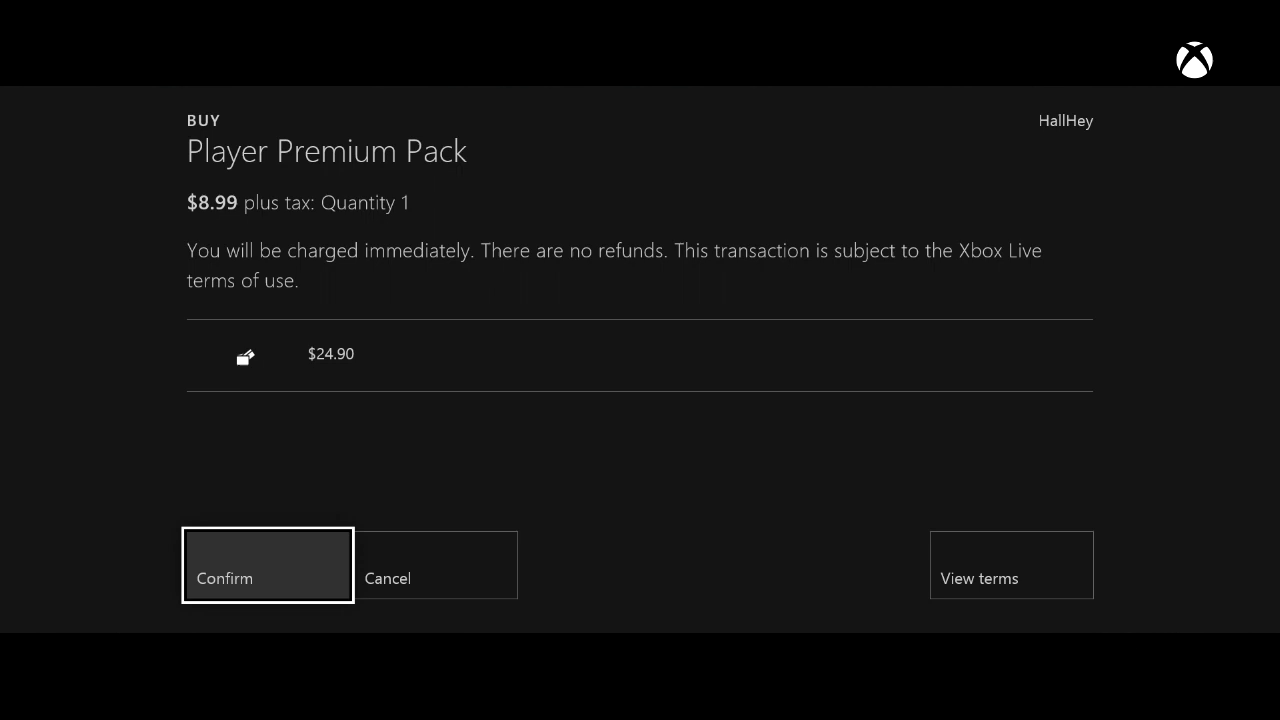 BUY
HallHey
Player Premium Pack
$8.99 plus tax: Quantity 1
You will be charged immediately. There are no refunds. This transaction is subject to the Xbox Live
terms of use.
$24.90
Confirm
Cancel
View terms